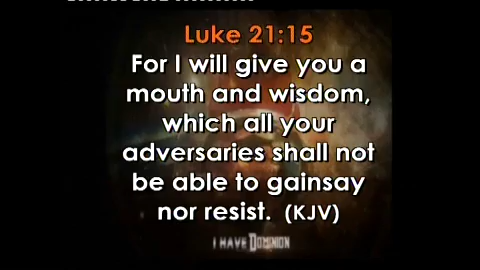 Luke 21:15
For I will give you a
mouth and wisdom,
which all your
adversaries shall not
be able to gainsay
nor resist. (KJV)
I HAVE DOMINION